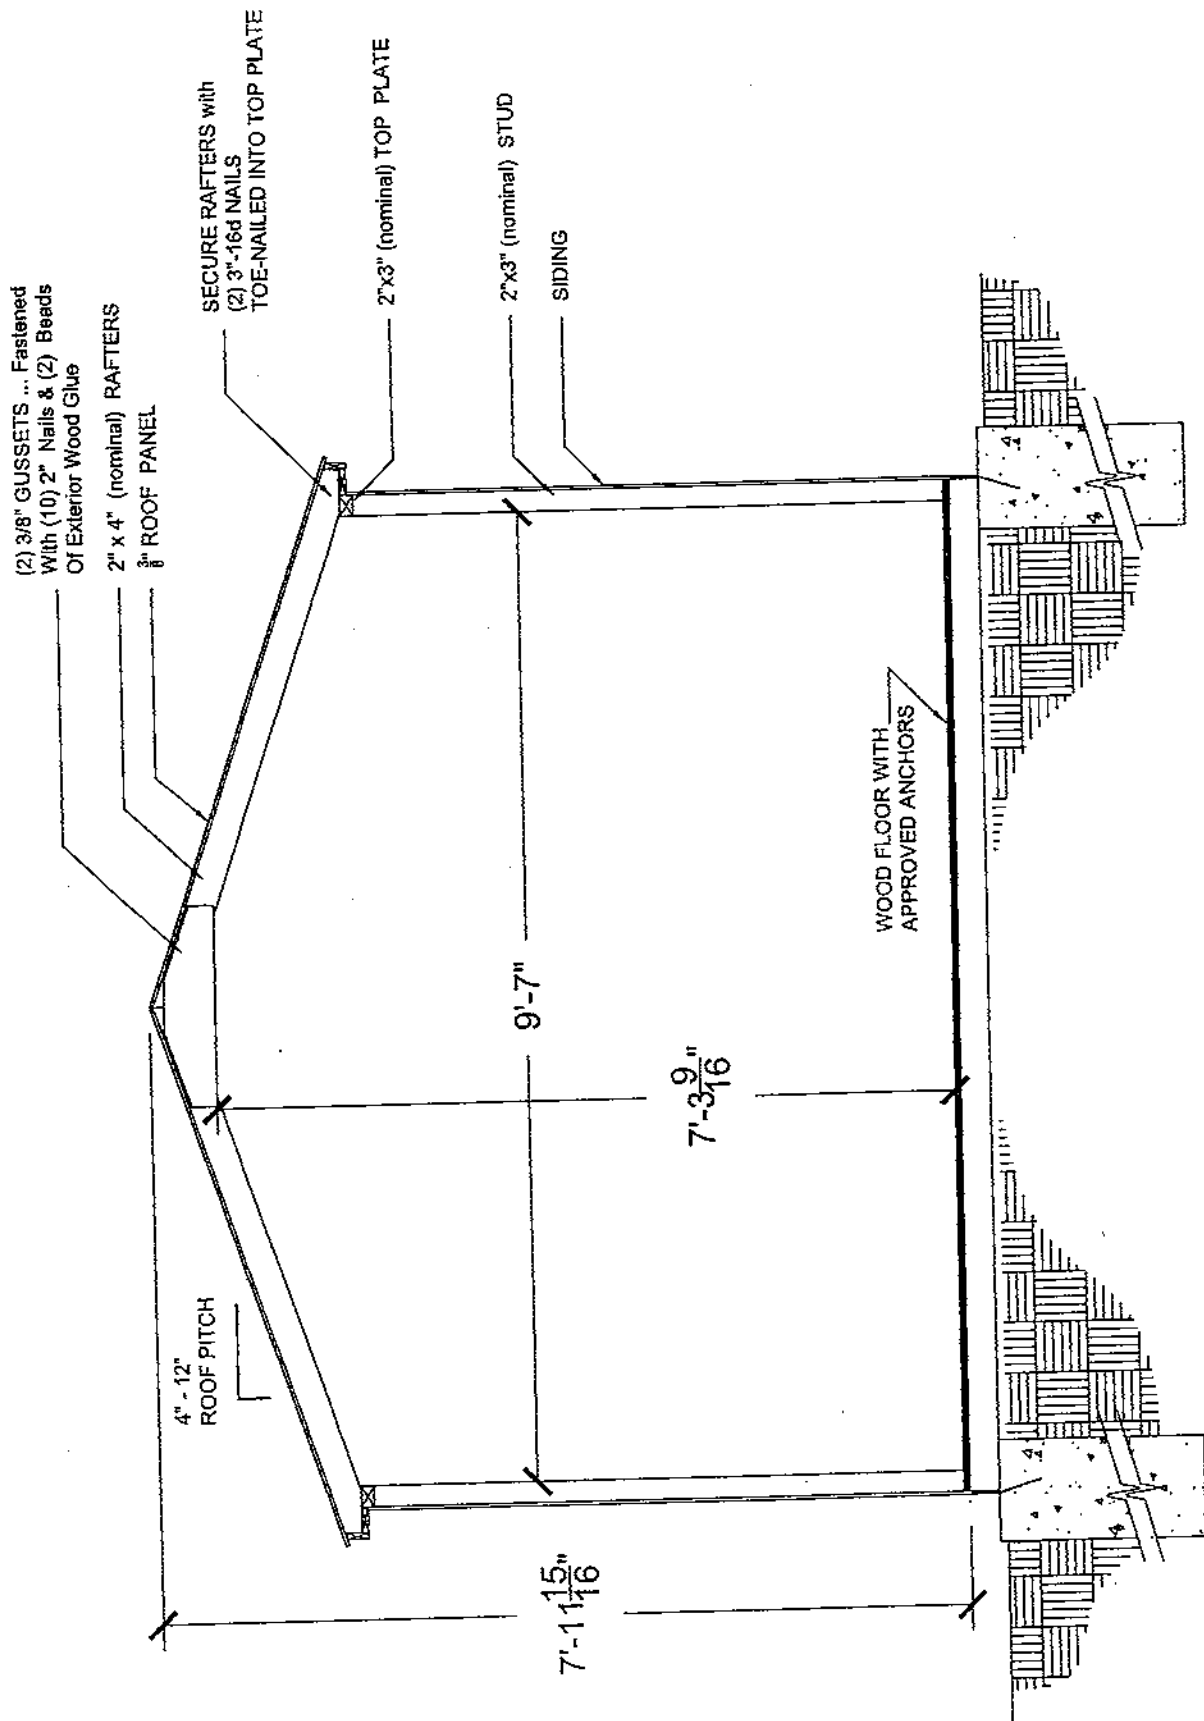 (2) 3/8" GUSSETS ... Fastened
With (10) 2" Nails & (2) Beads
Of Exterior Wood Glue
2" x 4" (nominal) RAFTERS
3/8" ROOF PANEL
SECURE RAFTERS with
(2) 3"-16d NAILS
TOE-NAILED INTO TOP PLATE
2"x3" (nominal) TOP PLATE
2"x3" (nominal) STUD
SIDING
4" - 12"
ROOF PITCH
9'-7"
7'-3 9/16"
7'-11 15/16"
WOOD FLOOR WITH
APPROVED ANCHORS